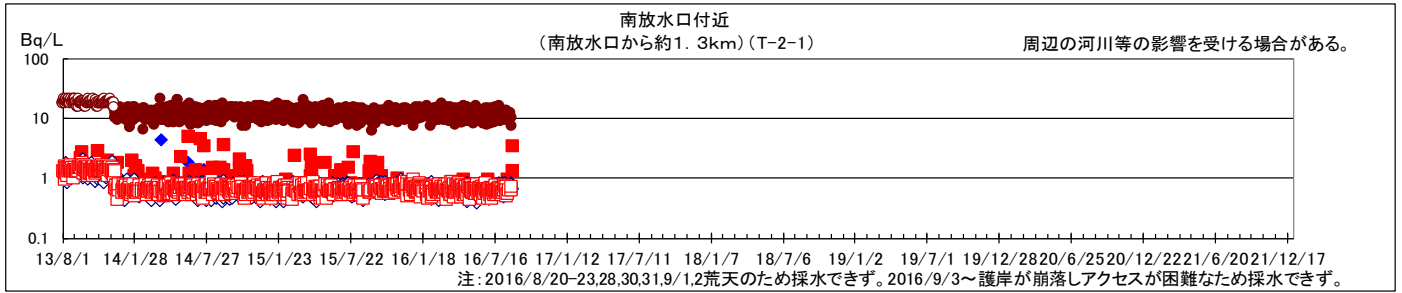 南放水口付近
Bq/L
（南放水口から約1．3km）（T-2-1）
周辺の河川等の影響を受ける場合がある。
100
10
1
0.1
13/8/1 14/1/28 14/7/27 15/1/23 15/7/22 16/1/18 16/7/16 17/1/12 17/7/11 18/1/7 18/7/6 19/1/2 19/7/1 19/12/28 20/6/25 20/12/22 21/6/20 21/12/17
注：2016/8/20-23,28,30,31,9/1,2荒天のため採水できず。2016/9/3～護岸が崩落しアクセスが困難なため採水できず。